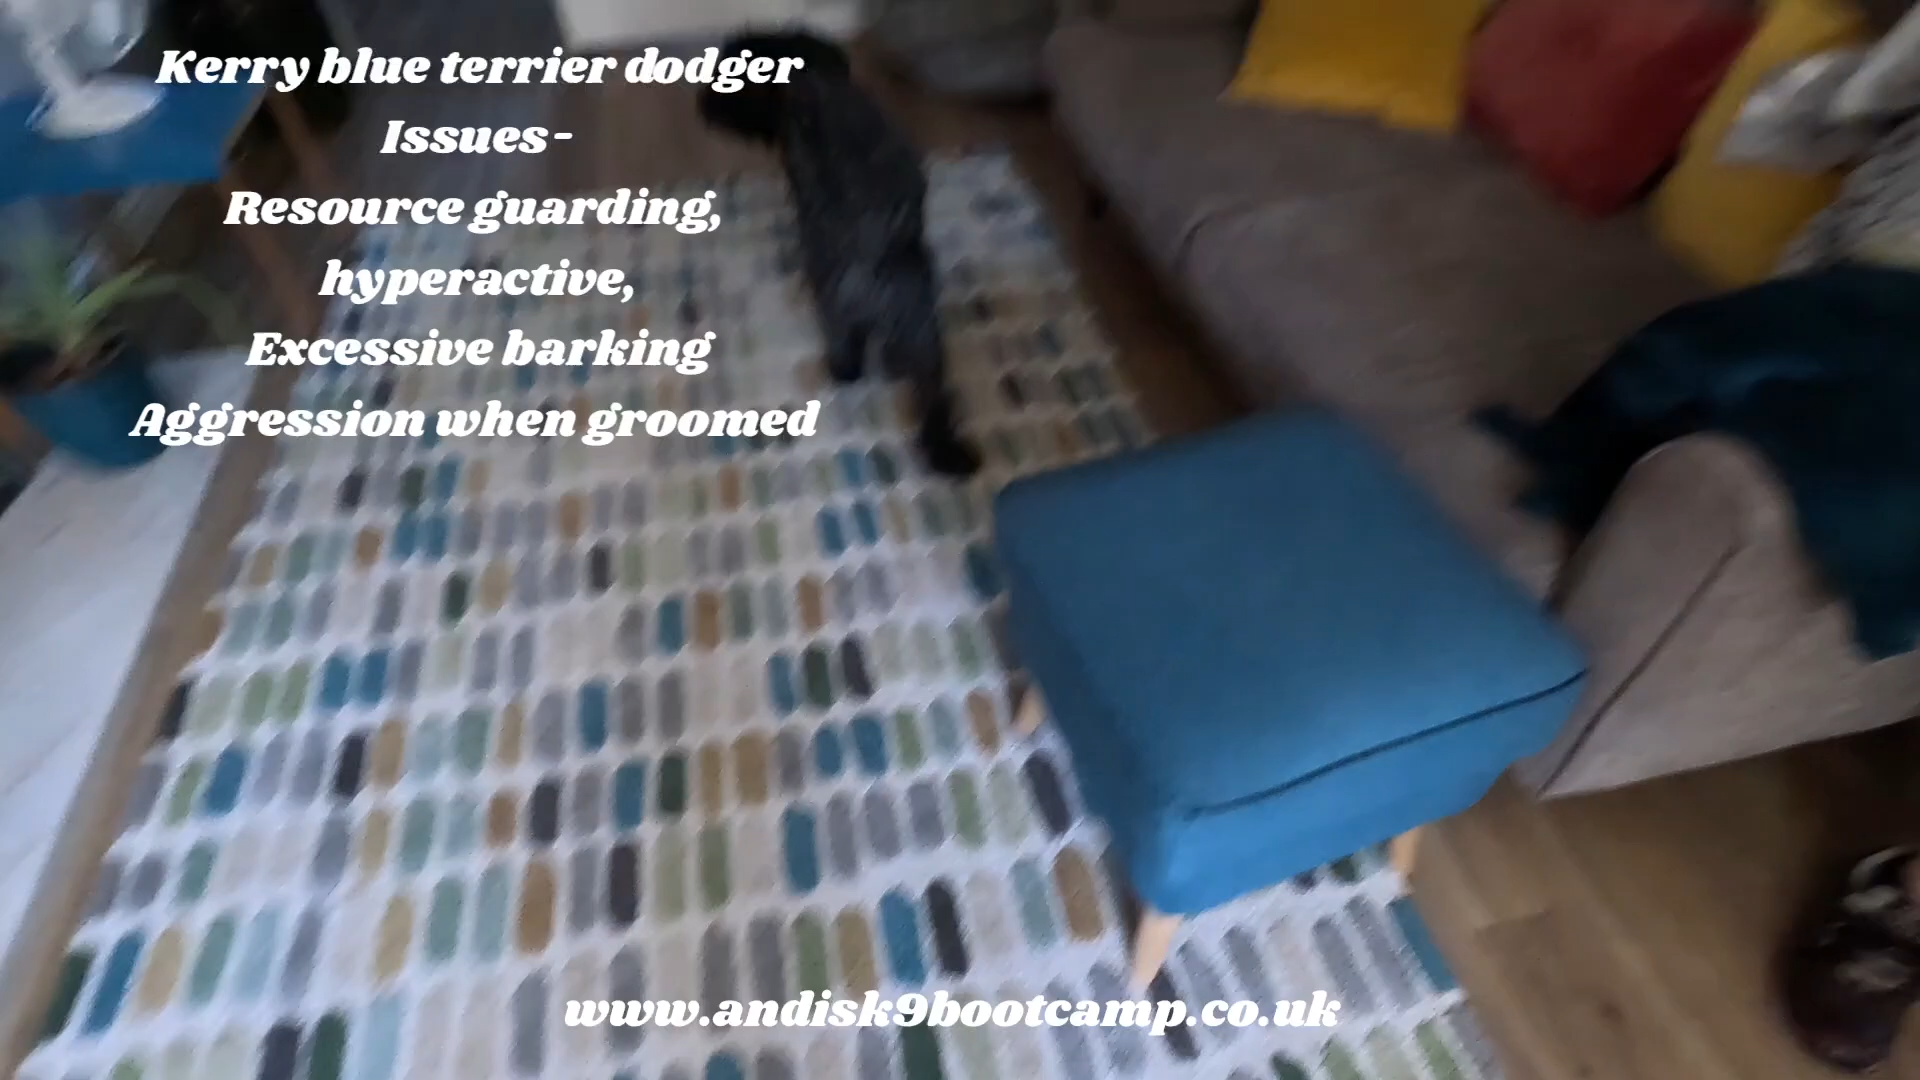 Kerry blue terrier dodger
Issues-
Resource guarding,
hyperactive,
Excessive barking
Aggression when groomed
www.andisk9bootcamp.co.uk